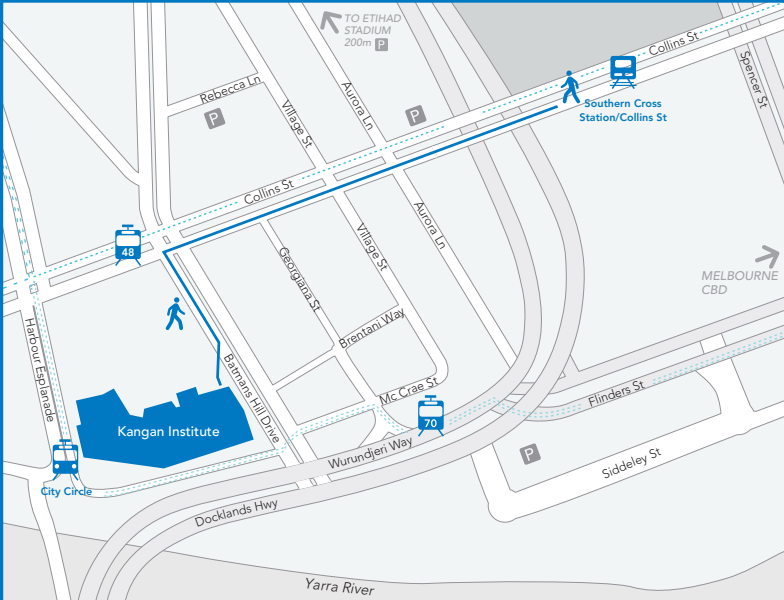 TO ETIHAD
STADIUM
200m P
Collins St
Spencer St
Rebecca Ln
Aurora Ln
P
P
Village St
Southern Cross
Station/Collins St
Collins St
48
Georgiana St
Village St
Aurora Ln
MELBOURNE
CBD
Harbour Esplanade
Brentani Way
Batmans Hill Drive
Mc Crae St
Flinders St
70
Kangan Institute
Wurundjeri Way
P
Siddeley St
City Circle
Docklands Hwy
Yarra River